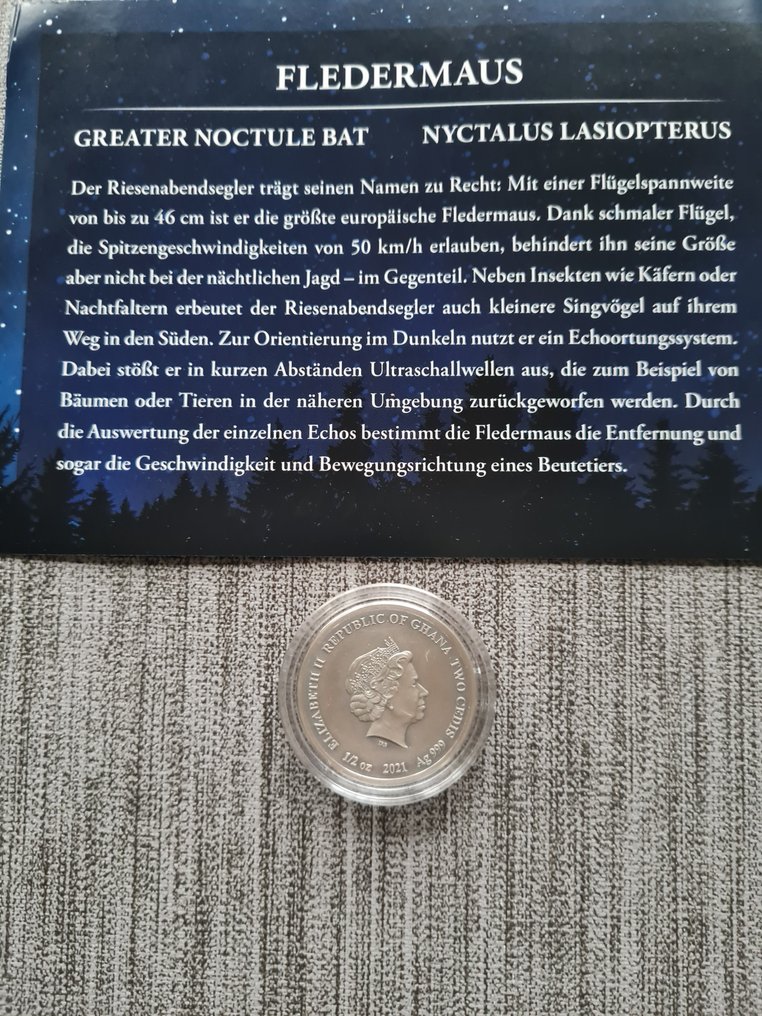 FLEDERMAUS
GREATER NOCTULE BAT NYCTALUS LASIOPTERUS
Der Riesenabendsegler trägt seinen Namen zu Recht: Mit einer Flügelspannweite
von bis zu 46 cm ist er die größte europäische Fledermaus. Dank schmaler Flügel,
die Spitzengeschwindigkeiten von 50 km/h erlauben, behindert ihn seine Größe
aber nicht bei der nächtlichen Jagd – im Gegenteil. Neben Insekten wie Käfern oder
Nachtfaltern erbeutet der Riesenabendsegler auch kleinere Singvögel auf ihrem
Weg in den Süden. Zur Orientierung im Dunkeln nutzt er ein Echoortungssystem.
Dabei stößt er in kurzen Abständen Ultraschallwellen aus, die zum Beispiel von
Bäumen oder Tieren in der näheren Umgebung zurückgeworfen werden. Durch
die Auswertung der einzelnen Echos bestimmt die Fledermaus die Entfernung und
sogar die Geschwindigkeit und Bewegungsrichtung eines Beutetiers.
ELIZABETH II REPUBLIC OF GHANA TWO CEDIS
1/2 oz 2021 Ag 999